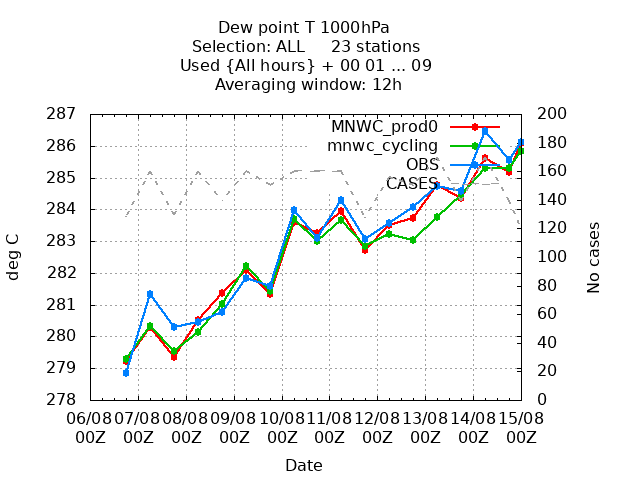 Dew point T 1000hPa
Selection: ALL 23 stations
Used {All hours} + 00 01 ... 09
Averaging window: 12h
MNWC_prod0
mnwc_cycling
OBS
CASES
287
286
285
284
283
282
281
280
279
278
deg C
200
180
160
140
120
100
80
60
40
20
0
No cases
06/08 07/08 08/08 09/08 10/08 11/08 12/08 13/08 14/08 15/08
00Z 00Z 00Z 00Z 00Z 00Z 00Z 00Z 00Z 00Z
Date